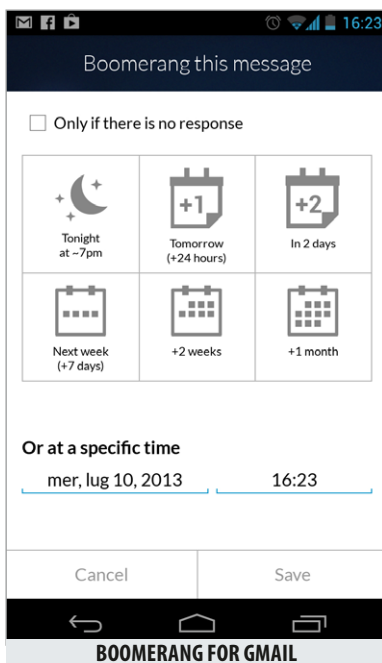 16:23
Boomerang this message
Only if there is no response
Tonight
at ~7pm
+1
Tomorrow
(+24 hours)
+2
In 2 days
Next week
(+7 days)
+2 weeks
+1 month
Or at a specific time
mer, lug 10, 2013 16:23
Cancel Save
BOOMERANG FOR GMAIL